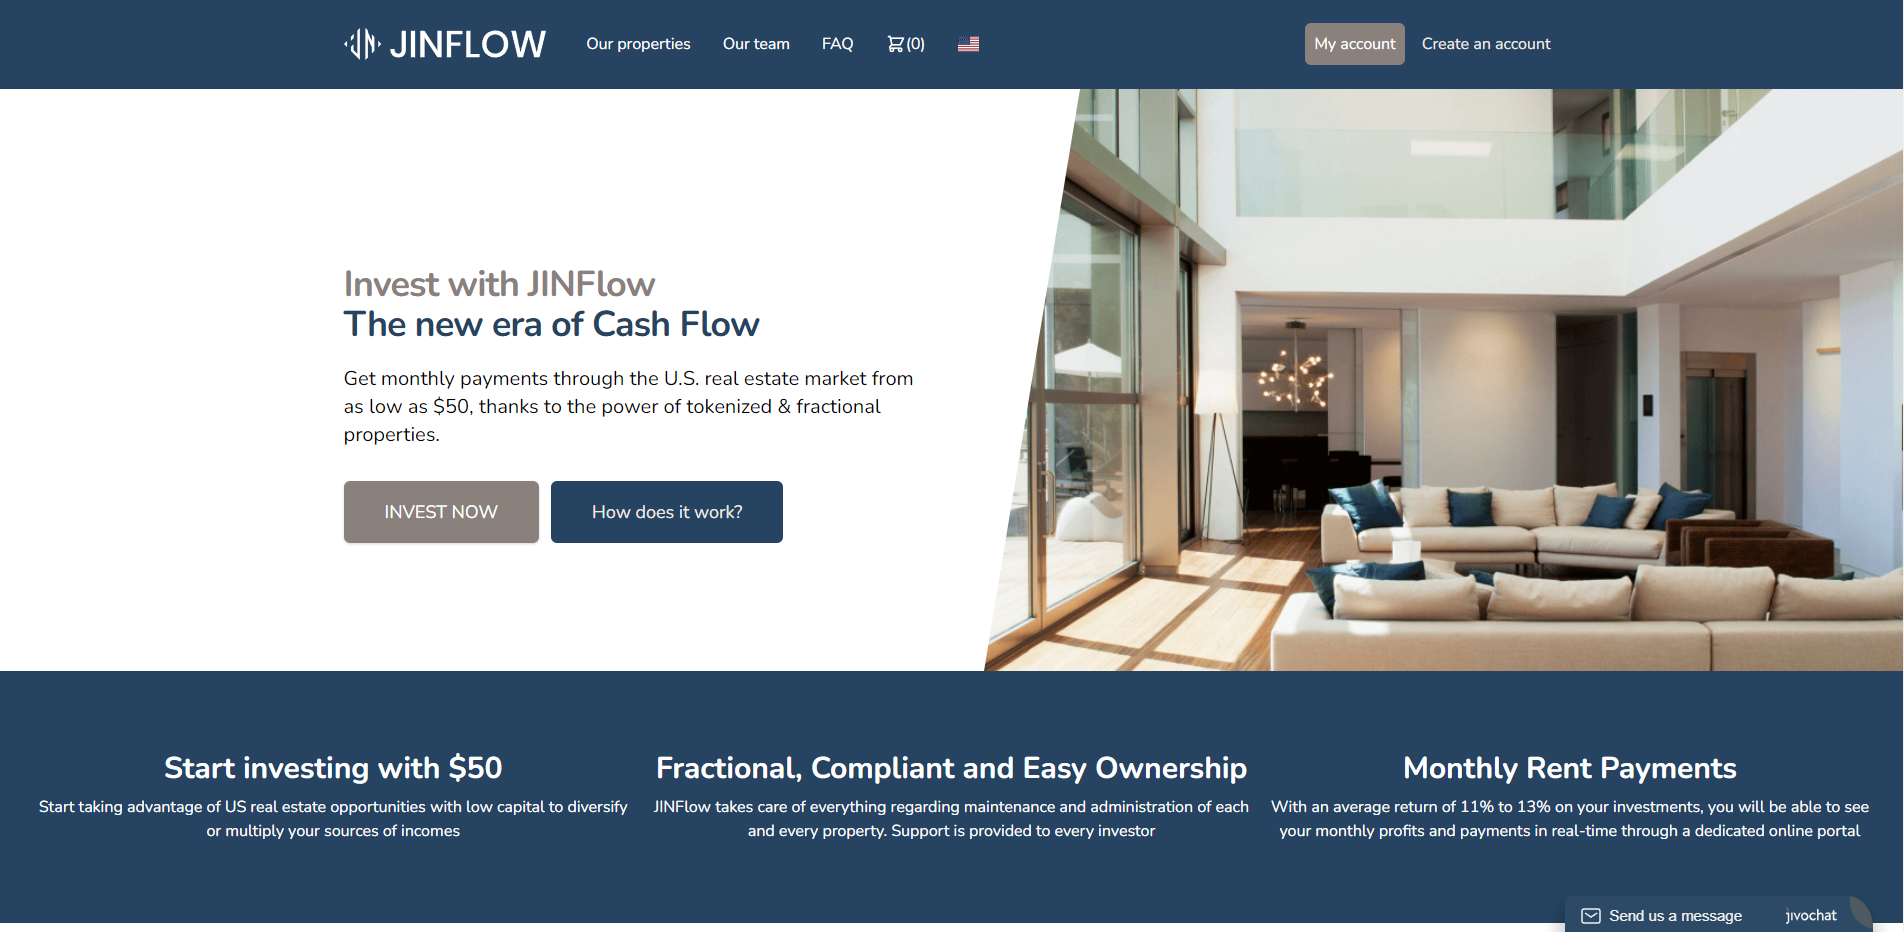 JINFLOW
Our properties
Our team
FAQ
(0)
My account
Create an account
Invest with JINFlow
The new era of Cash Flow
Get monthly payments through the U.S. real estate market from
as low as $50, thanks to the power of tokenized & fractional
properties.
INVEST NOW
How does it work?
Start investing with $50
Start taking advantage of US real estate opportunities with low capital to diversify
or multiply your sources of incomes
Fractional, Compliant and Easy Ownership
JINFlow takes care of everything regarding maintenance and administration of each
and every property. Support is provided to every investor
Monthly Rent Payments
With an average return of 11% to 13% on your investments, you will be able to see
your monthly profits and payments in real-time through a dedicated online portal
Send us a message
jivochat